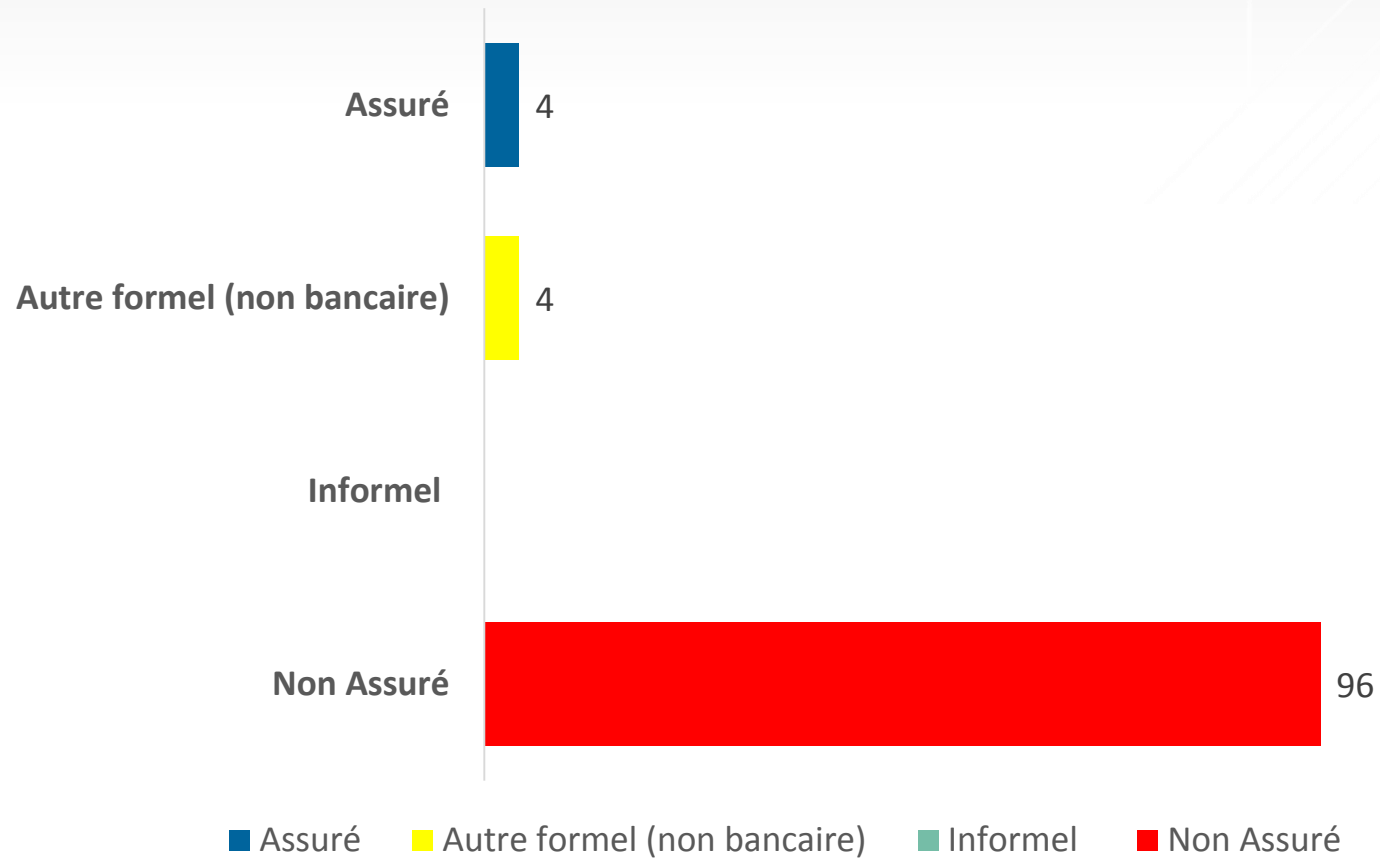 Assuré 4
Autre formel (non bancaire) 4
Informel
Non Assuré 96
Assuré Autre formel (non bancaire) Informel Non Assuré